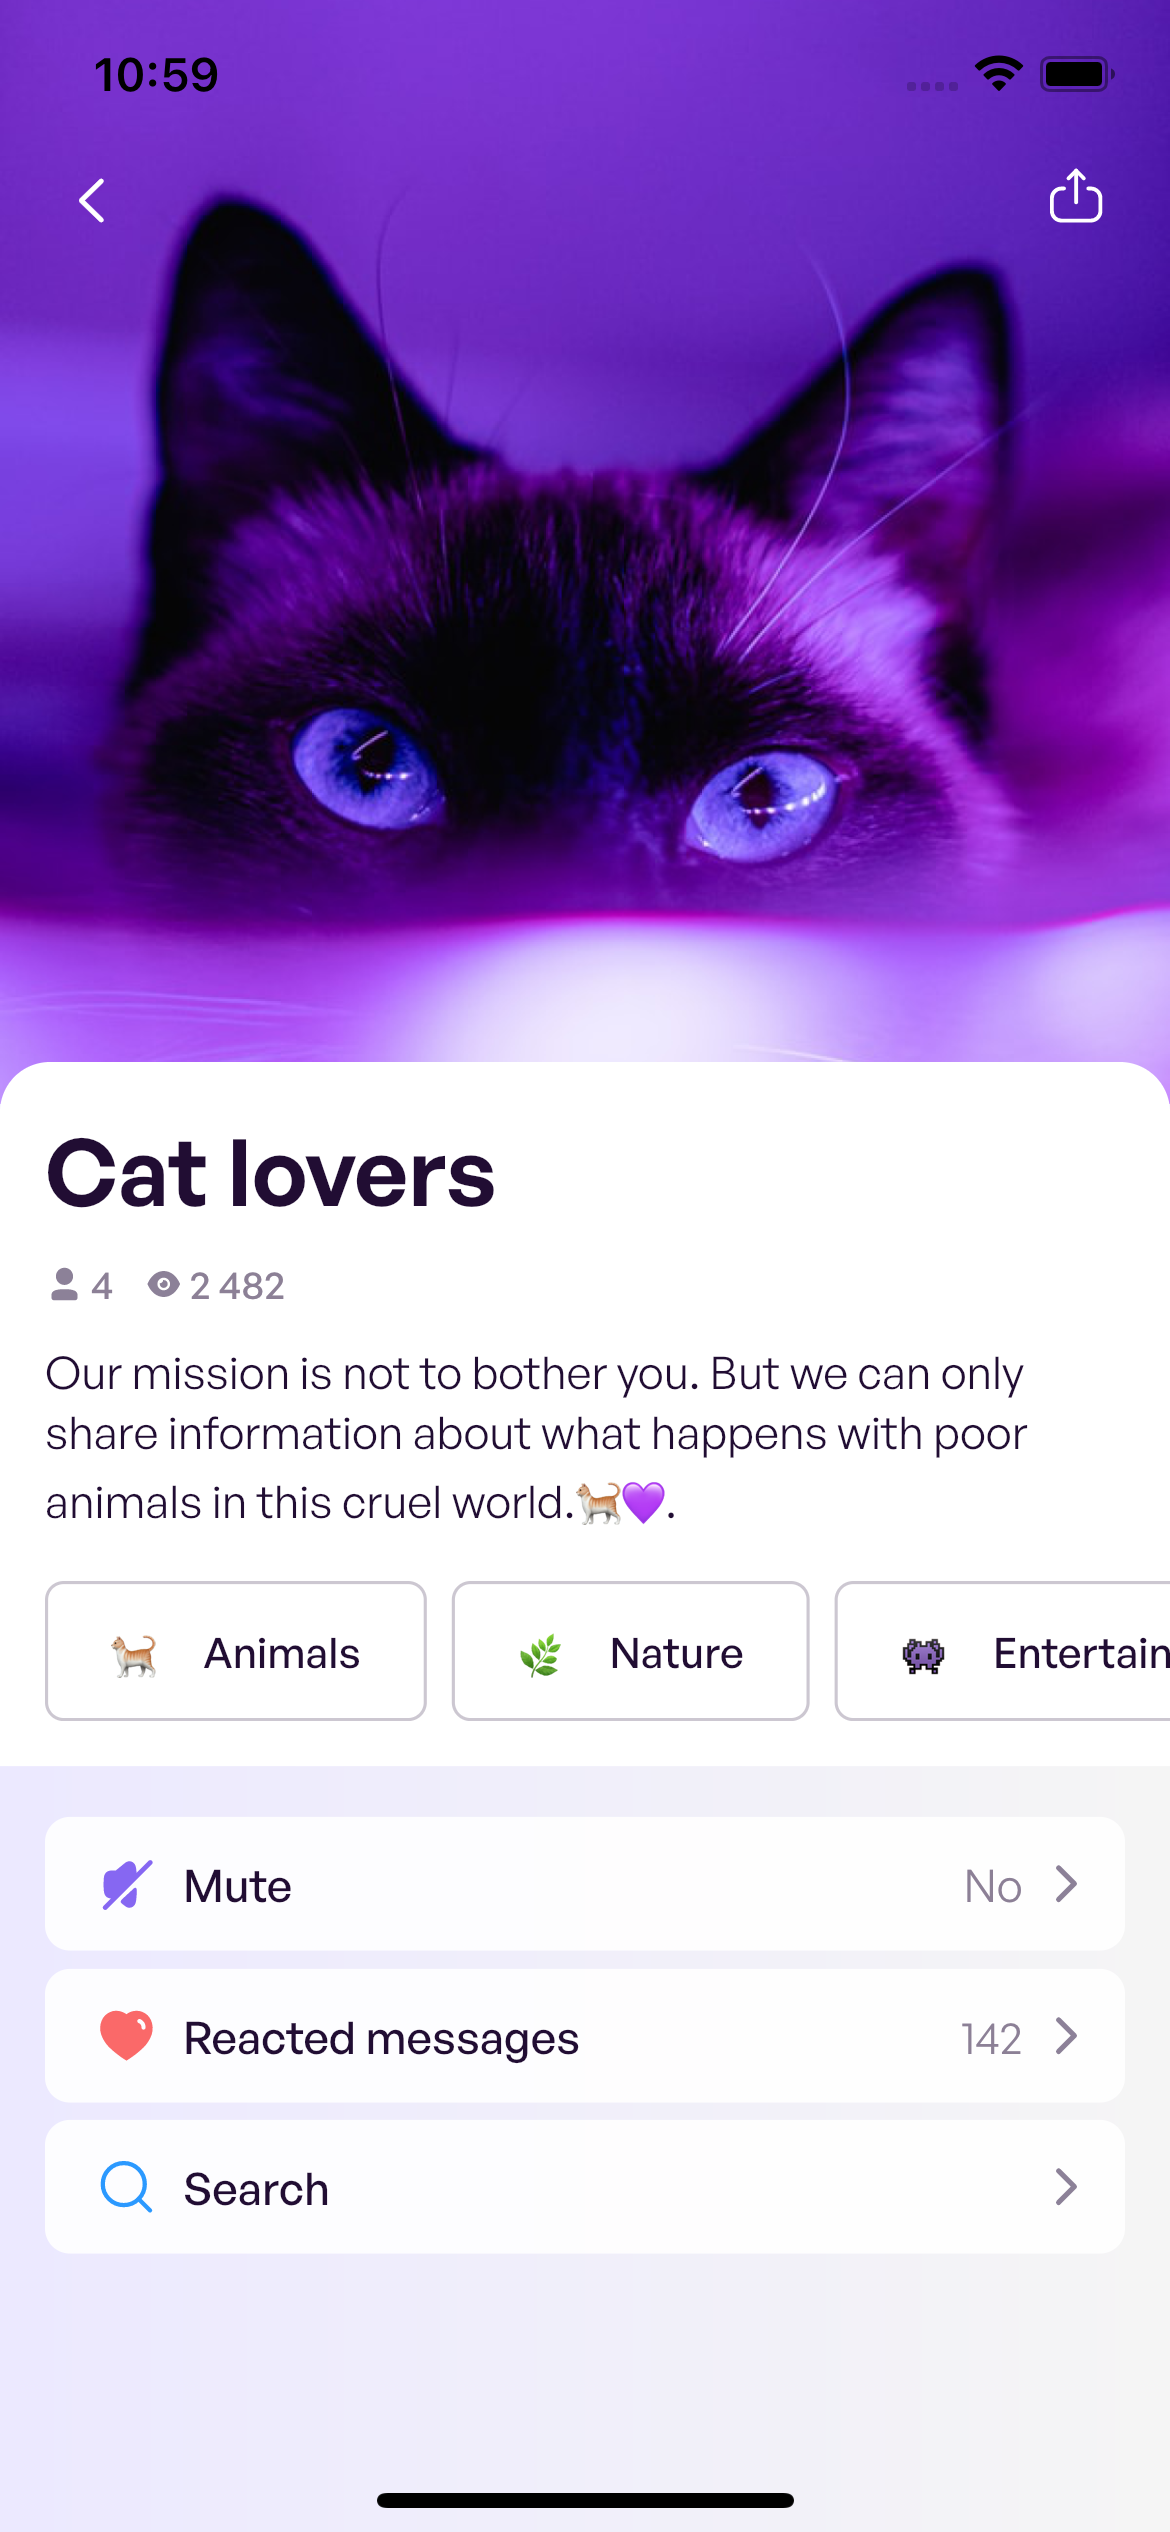 10:59
Cat lovers
4 2 482
Our mission is not to bother you. But we can only
share information about what happens with poor
animals in this cruel world.🐈💜.
🐈 Animals 🌿 Nature 👾 Entertain
Mute No
Reacted messages 142
Search